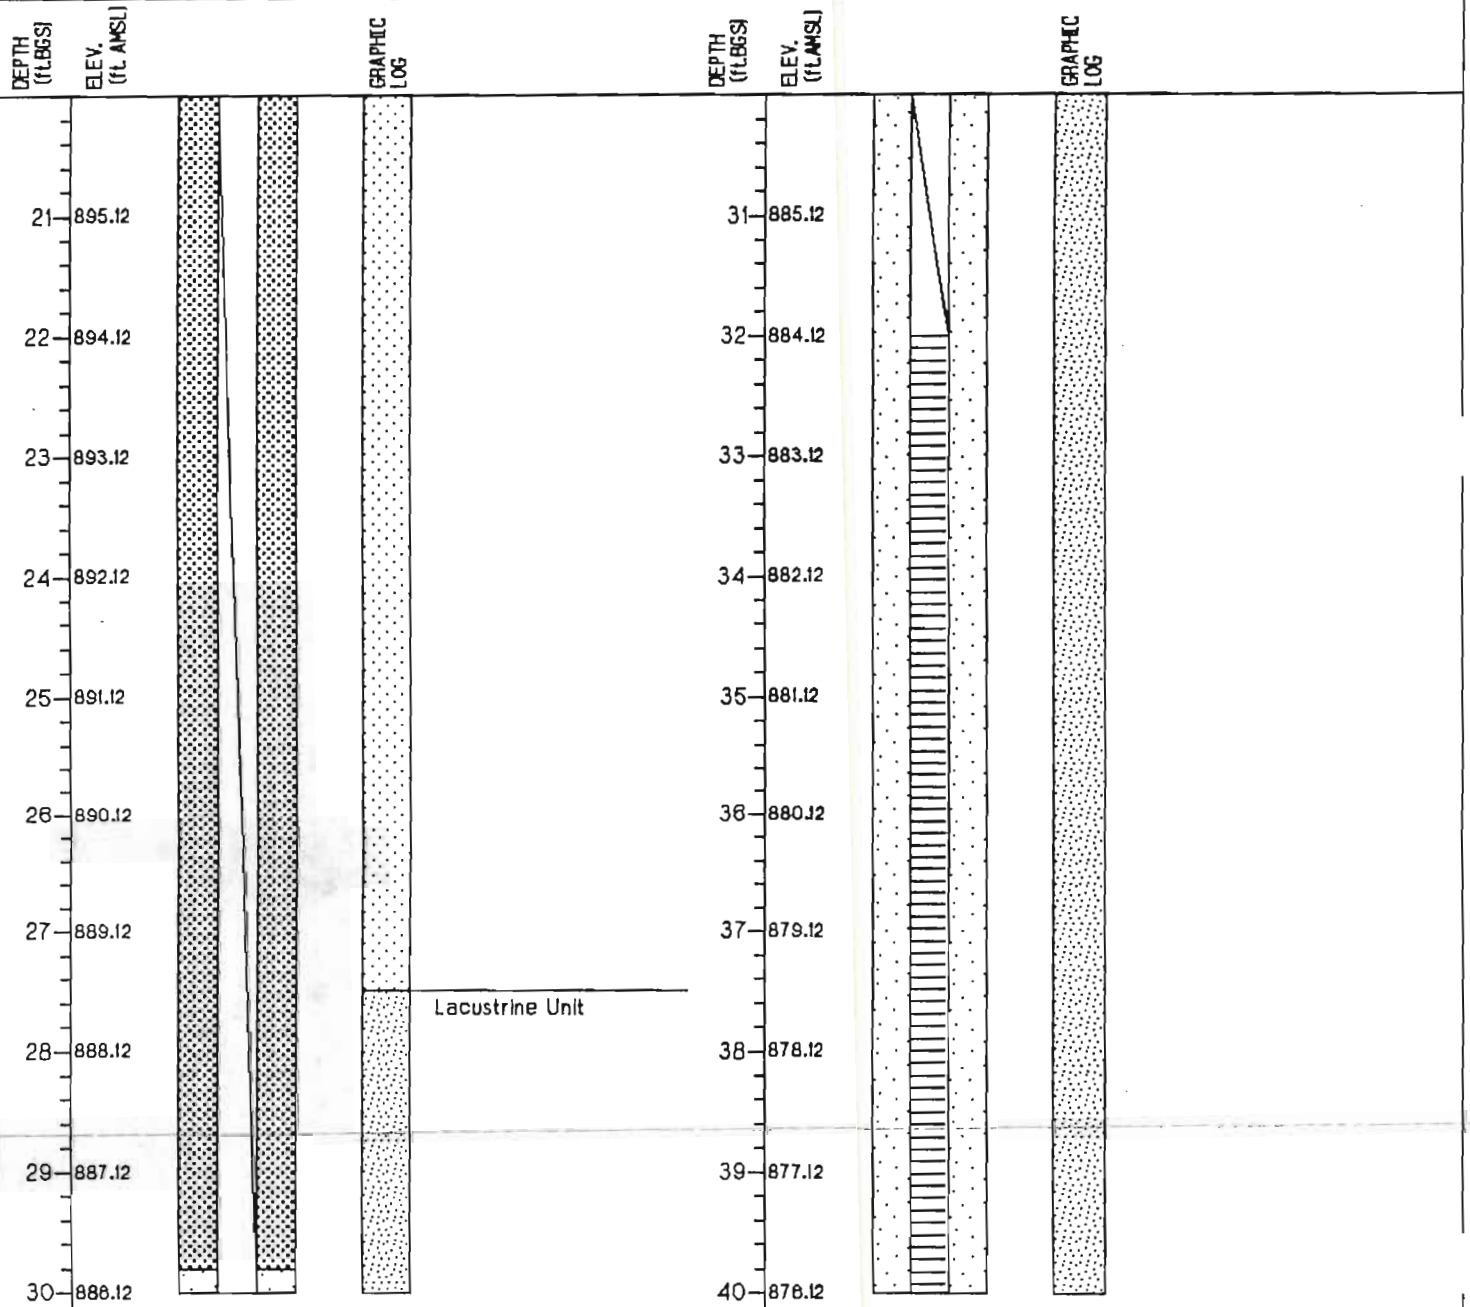 DEPTH
(ft.BGS)
ELEV.
(ft. AMSL)
GRAPHIC
LOG
21 895.12
22 894.12
23 893.12
24 892.12
25 891.12
26 890.12
27 889.12
Lacustrine Unit
28 888.12
29 887.12
30 886.12
DEPTH
(ft.BGS)
ELEV.
(ft.AMSL)
GRAPHIC
LOG
31 885.12
32 884.12
33 883.12
34 882.12
35 881.12
36 880.12
37 879.12
38 878.12
39 877.12
40 876.12